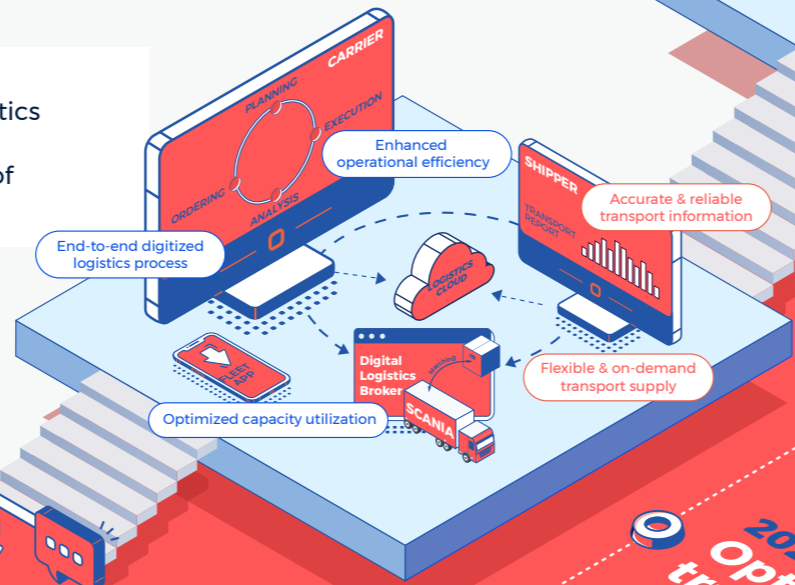 tics
of
CARRIER
PLANNING
EXECUTION
ORDERING
ANALYSIS
Enhanced
operational efficiency
SHIPPER
TRANSPORT
REPORT
Accurate & reliable
transport information
End-to-end digitized
logistics process
LOGISTICS
CLOUD
FLEET
APP
Digital
Logistics
Broker
Matching
SCANIA
Flexible & on-demand
transport supply
Optimized capacity utilization